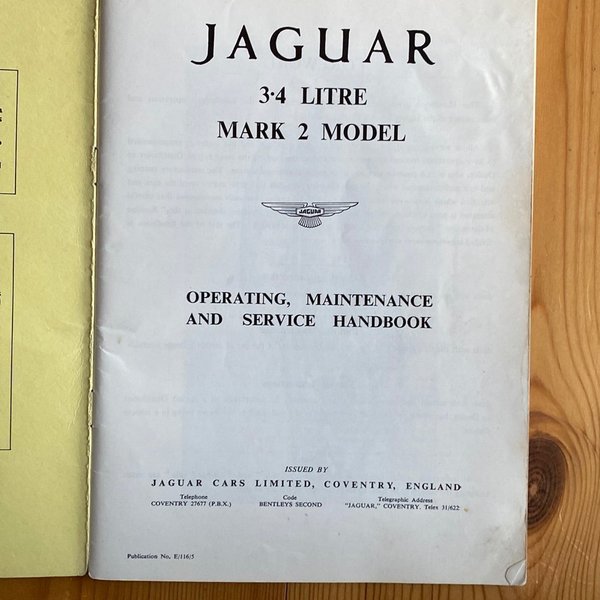 JAGUAR
3·4 LITRE
MARK 2 MODEL
JAGUAR
OPERATING, MAINTENANCE
AND SERVICE HANDBOOK
ISSUED BY
JAGUAR CARS LIMITED, COVENTRY, ENGLAND
Telephone Code Telegraphic Address
COVENTRY 27677 (P.B.X.) BENTLEYS SECOND "JAGUAR," COVENTRY. Telex 31/622
Publication No. E/116/5